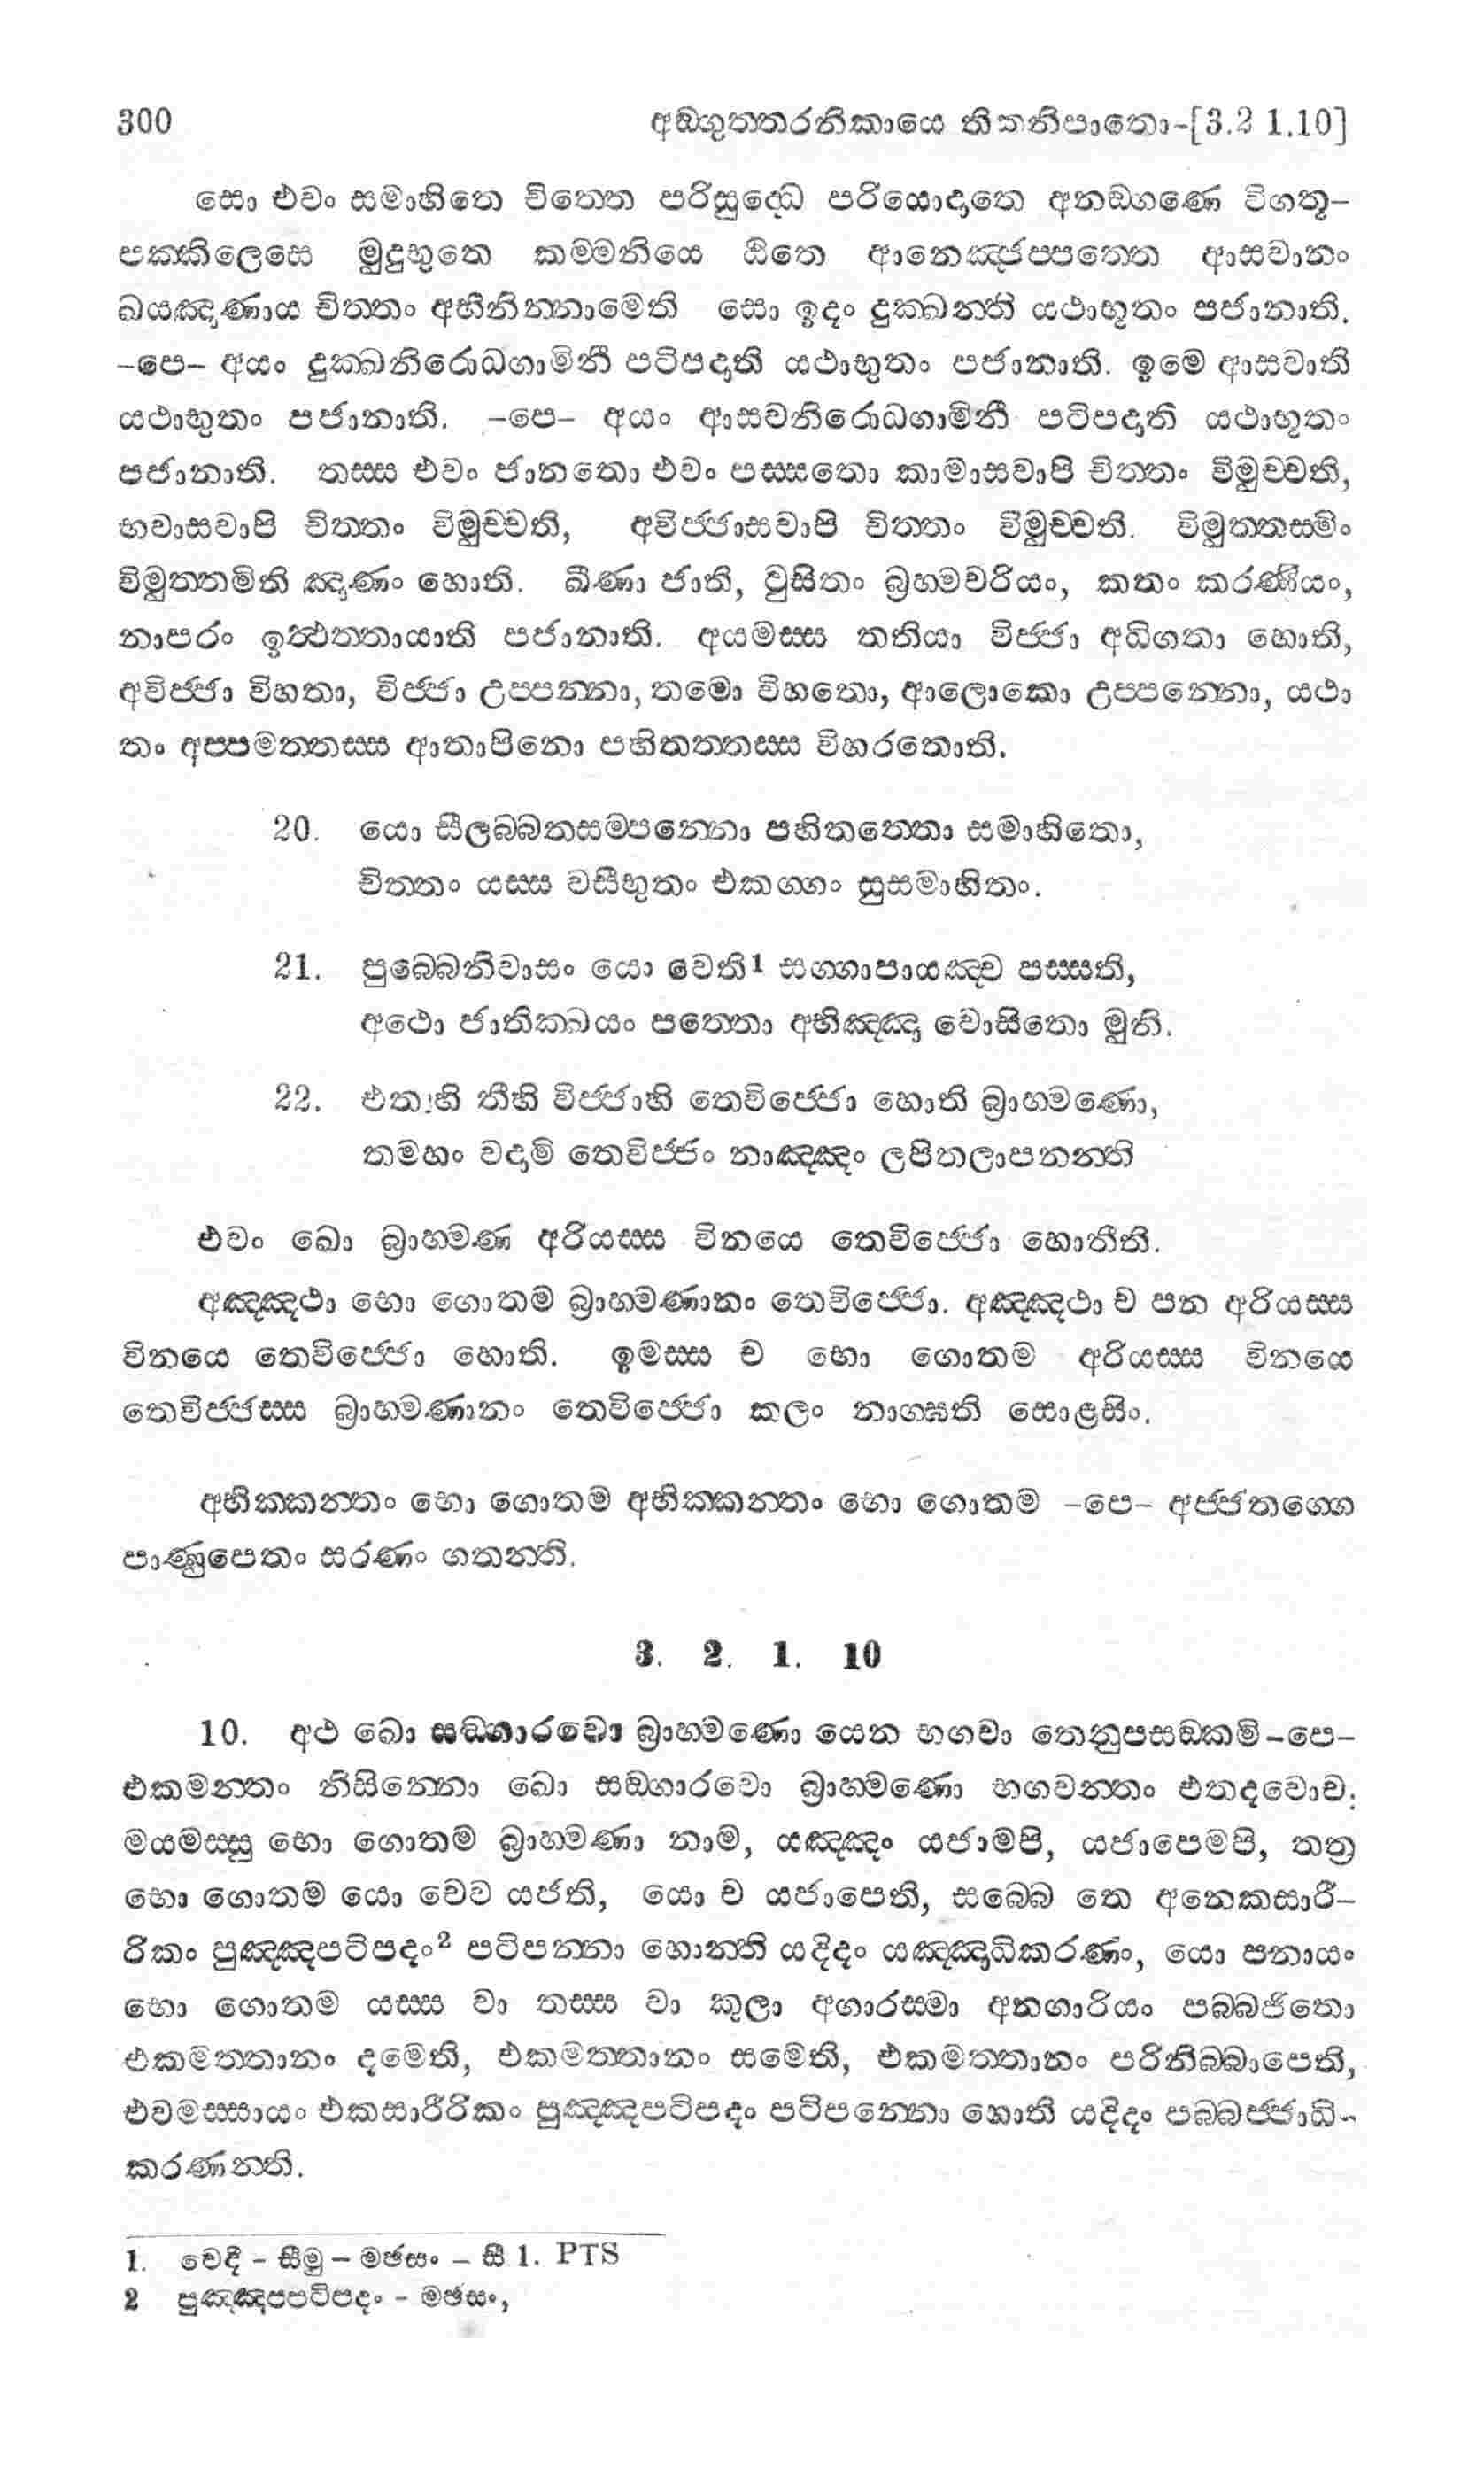 300 අඞ්ගුත්තරනිකායෙ තිකනිපාතො-[3.2 1.10]
සො එවං සමාහිතෙ චිත්තෙ පරිසුද්ධෙ පරියොදාතෙ අනඞ්ගණෙ විගතූ-
පක්කිලෙසෙ මුදුභූතෙ කම්මනියෙ ඨිතෙ ආනෙඤ්ජප්පත්තෙ ආසවානං
ඛයඤාණාය චිත්තං අභිනින්නාමෙති සො ඉදං දුක්ඛන්ති යථාභූතං පජානාති.
-පෙ- අයං දුක්ඛනිරොධගාමිනී පටිපදාති යථාභූතං පජානාති. ඉමෙ ආසවාති
යථාභූතං පජානාති. -පෙ- අයං ආසවනිරොධගාමිනී පටිපදාති යථාභූතං
පජානාති. තස්ස එවං ජානතො එවං පස්සතො කාමාසවාපි චිත්තං විමුච්චති,
භවාසවාපි චිත්තං විමුච්චති, අවිජ්ජාසවාපි චිත්තං විමුච්චති. විමුත්තස්මිං
විමුත්තමිති ඤාණං හොති. ඛීණා ජාති, වුසිතං බ්‍රහ්මචරියං, කතං කරණීයං,
නාපරං ඉත්ථත්තායාති පජානාති. අයමස්ස තතියා විජ්ජා අධිගතා හොති,
අවිජ්ජා විහතා, විජ්ජා උප්පන්නා, තමො විහතො, ආලොකො උප්පන්නො, යථා
තං අප්පමත්තස්ස ආතාපිනො පහිතත්තස්ස විහරතොති.
20. යො සීලබ්බතසම්පන්නො පහිතත්තො සමාහිතො,
චිත්තං යස්ස වසීභූතං එකග්ගං සුසමාහිතං.
21. පුබ්බෙනිවාසං යො වෙති1 සග්ගාපායඤ්ච පස්සති,
අථො ජාතික්ඛයං පත්තො අභිඤ්ඤා වොසිතො මුනි.
22. එතාහි තීහි විජ්ජාහි තෙවිජ්ජො හොති බ්‍රාහ්මණො,
තමහං වදාමි තෙවිජ්ජං නාඤ්ඤං ලපිතලාපනන්ති
එවං ඛො බ්‍රාහ්මණ අරියස්ස විනයෙ තෙවිජ්ජො හොතීති.
අඤ්ඤථා භො ගොතම බ්‍රාහ්මණානං තෙවිජ්ජො. අඤ්ඤථා ච පන අරියස්ස
විනයෙ තෙවිජ්ජො හොති. ඉමස්ස ච භො ගොතම අරියස්ස විනයෙ
තෙවිජ්ජස්ස බ්‍රාහ්මණානං තෙවිජ්ජො කලං නාග්ඝති සොළසිං.
අභික්කන්තං භො ගොතම අභික්කන්තං භො ගොතම -පෙ- අජ්ජතග්ගෙ
පාණුපෙතං සරණං ගතන්ති.
3. 2. 1. 10
10. අථ ඛො සඞ්ගාරවො බ්‍රාහ්මණො යෙන භගවා තෙනුපසඞ්කමි-පෙ-
එකමන්තං නිසින්නො ඛො සඞ්ගාරවො බ්‍රාහ්මණො භගවන්තං එතදවොච:
මයමස්සු භො ගොතම බ්‍රාහ්මණා නාම, යඤ්ඤං යජාමපි, යජාපෙමපි, තත්‍ර
භො ගොතම යො චෙව යජති, යො ච යජාපෙති, සබ්බෙ තෙ අනෙකසාරී-
රිකං පුඤ්ඤපටිපදං2 පටිපන්නා හොන්ති යදිදං යඤ්ඤාධිකරණං, යො පනායං
භො ගොතම යස්ස වා තස්ස වා කුලා අගාරස්මා අනගාරියං පබ්බජිතො
එකමත්තානං දමෙති, එකමත්තානං සමෙති, එකමත්තානං පරිනිබ්බාපෙති,
එවමස්සායං එකසාරීරිකං පුඤ්ඤපටිපදං පටිපන්නො හොති යදිදං පබ්බජ්ජාධි-
කරණන්ති.
1. වෙදී - සීමු - මඡසං - සී 1. PTS
2 පුඤ්ඤප්පටිපදං - මඡසං,